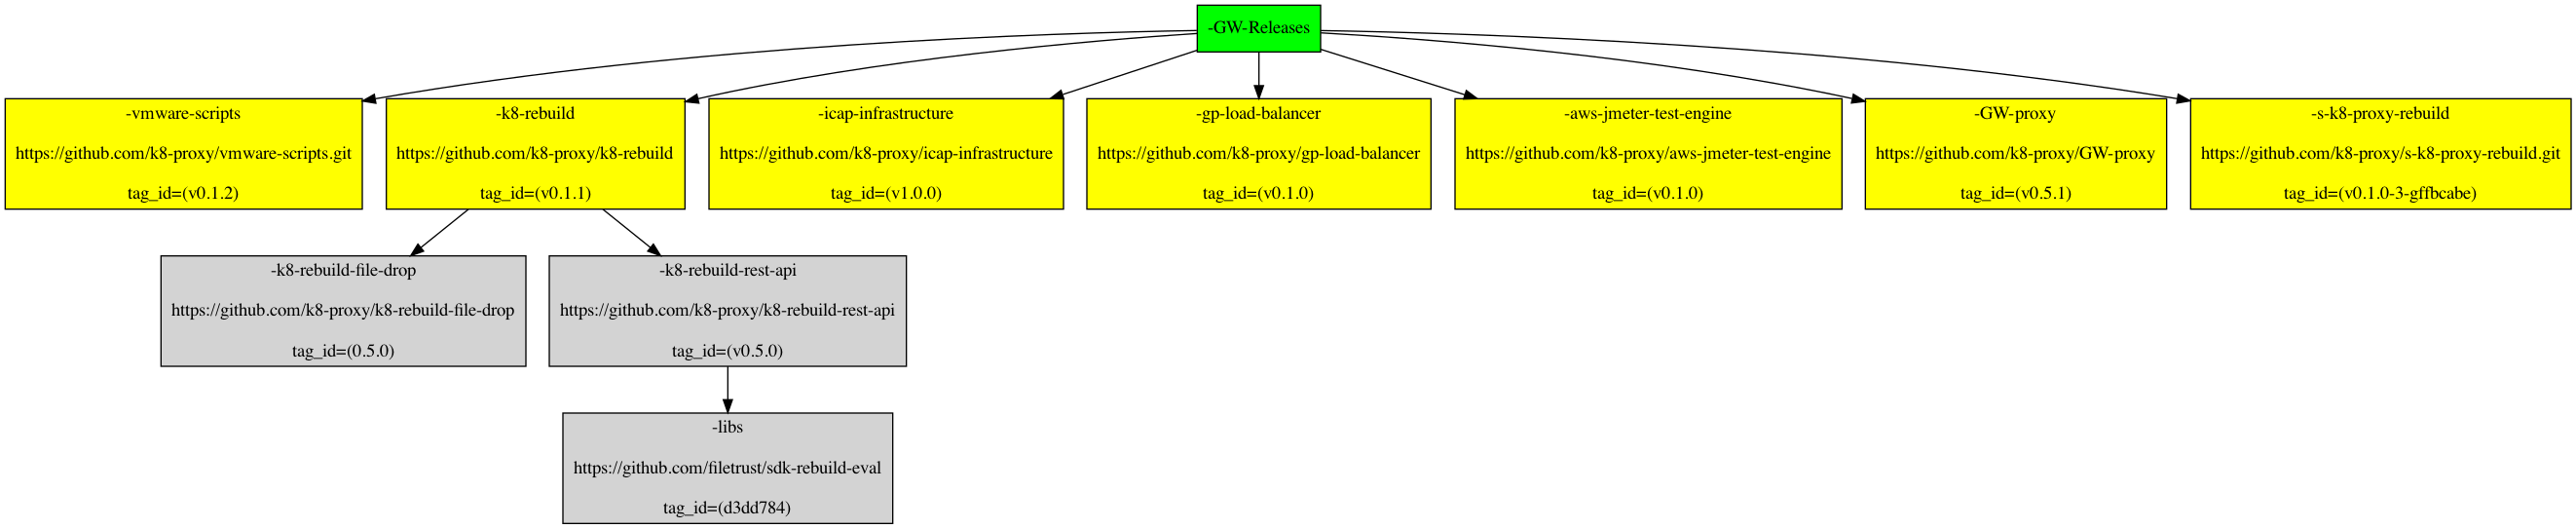 -GW-Releases
-vmware-scripts
https://github.com/k8-proxy/vmware-scripts.git
tag_id=(v0.1.2)
-k8-rebuild
https://github.com/k8-proxy/k8-rebuild
tag_id=(v0.1.1)
-icap-infrastructure
https://github.com/k8-proxy/icap-infrastructure
tag_id=(v1.0.0)
-gp-load-balancer
https://github.com/k8-proxy/gp-load-balancer
tag_id=(v0.1.0)
-aws-jmeter-test-engine
https://github.com/k8-proxy/aws-jmeter-test-engine
tag_id=(v0.1.0)
-GW-proxy
https://github.com/k8-proxy/GW-proxy
tag_id=(v0.5.1)
-s-k8-proxy-rebuild
https://github.com/k8-proxy/s-k8-proxy-rebuild.git
tag_id=(v0.1.0-3-gffbcabe)
-k8-rebuild-file-drop
https://github.com/k8-proxy/k8-rebuild-file-drop
tag_id=(0.5.0)
-k8-rebuild-rest-api
https://github.com/k8-proxy/k8-rebuild-rest-api
tag_id=(v0.5.0)
-libs
https://github.com/filetrust/sdk-rebuild-eval
tag_id=(d3dd784)